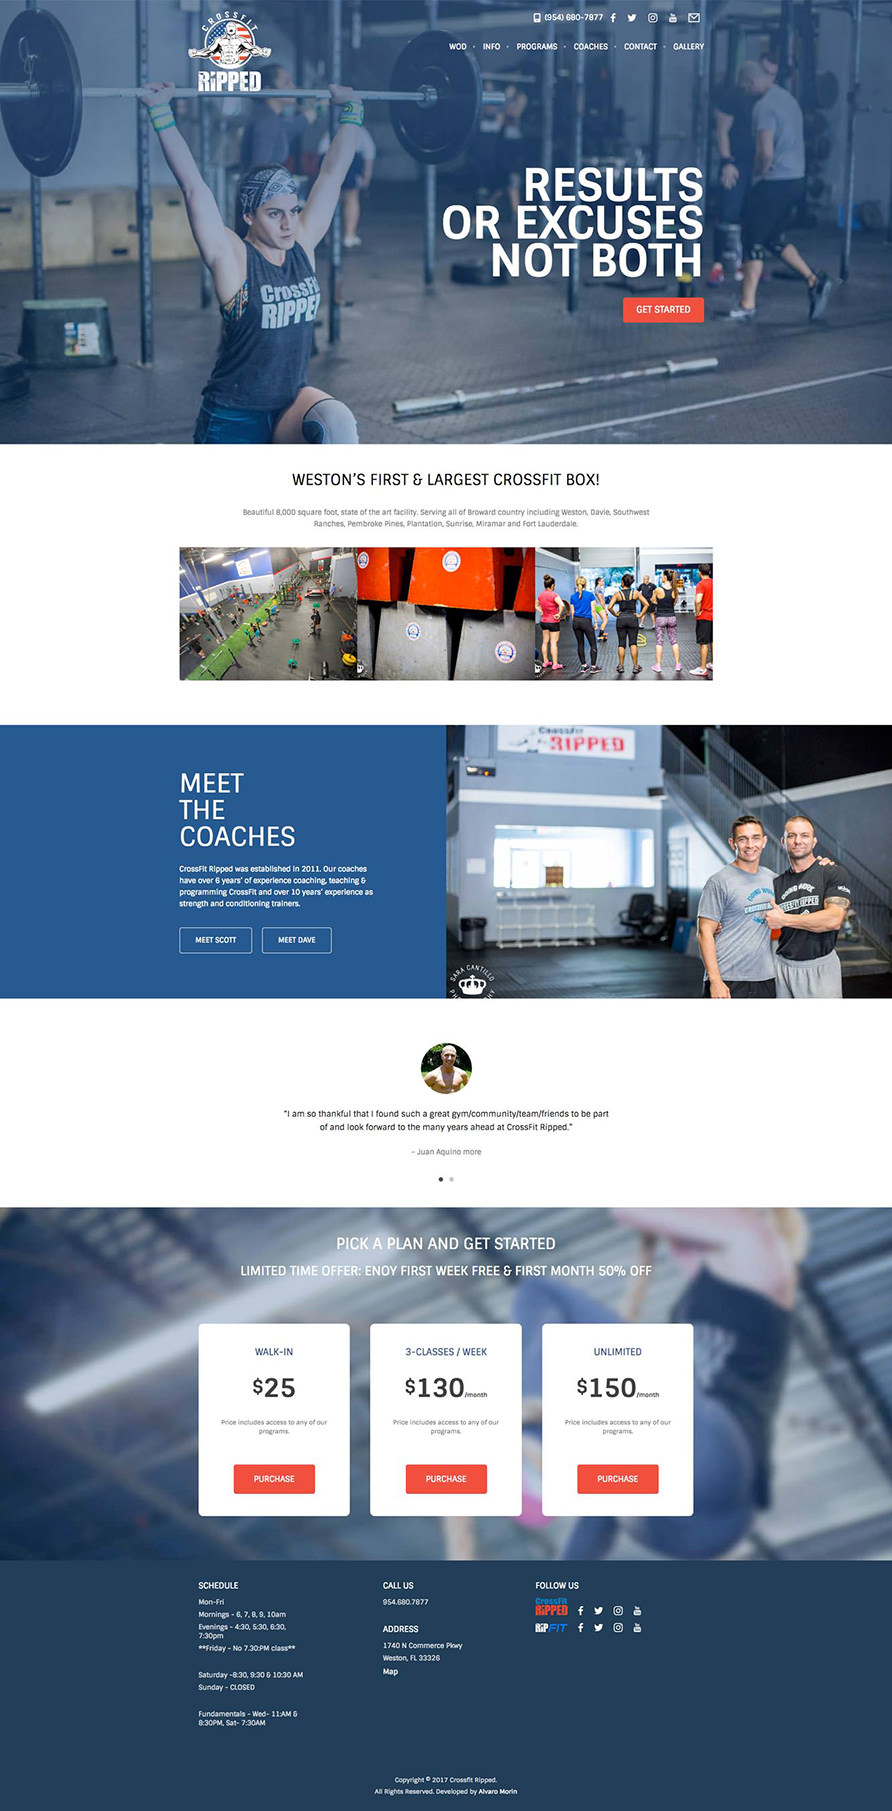 CROSSFIT
RIPPED
(954) 680-7877
WOD INFO PROGRAMS COACHES CONTACT GALLERY
CrossFit
RIPPED
RESULTS
OR EXCUSES
NOT BOTH
GET STARTED
WESTON'S FIRST & LARGEST CROSSFIT BOX!
Beautiful 8,000 square foot, state of the art facility. Serving all of Broward country including Weston, Davie, Southwest
Ranches, Pembroke Pines, Plantation, Sunrise, Miramar and Fort Lauderdale.
CrossFit
RIPPED
MEET
THE
COACHES
CrossFit Ripped was established in 2011. Our coaches
have over 6 years' of experience coaching, teaching &
programming CrossFit and over 10 years' experience as
strength and conditioning trainers.
MEET SCOTT MEET DAVE
DOING WORK
CROSSFIT RIPPED
SARA CANTILLO
"I am so thankful that I found such a great gym/community/team/friends to be part
of and look forward to the many years ahead at CrossFit Ripped."
– Juan Aquino more
PICK A PLAN AND GET STARTED
LIMITED TIME OFFER: ENOY FIRST WEEK FREE & FIRST MONTH 50% OFF
WALK-IN 3-CLASSES / WEEK UNLIMITED
$25 $130/month $150/month
Price includes access to any of our Price includes access to any of our Price includes access to any of our
programs. programs. programs.
PURCHASE PURCHASE PURCHASE
SCHEDULE
Mon-Fri
Mornings - 6, 7, 8, 9, 10am
Evenings - 4:30, 5:30, 6:30,
7:30pm
**Friday - No 7.30:PM class**
Saturday -8:30, 9:30 & 10:30 AM
Sunday - CLOSED
Fundamentals - Wed- 11:AM &
8:30PM, Sat- 7:30AM
CALL US
954.680.7877
ADDRESS
1740 N Commerce Pkwy
Weston, FL 33326
Map
FOLLOW US
CrossFit
RIPPED
RIPFIT
Copyright © 2017 Crossfit Ripped.
All Rights Reserved. Developed by Alvaro Morin